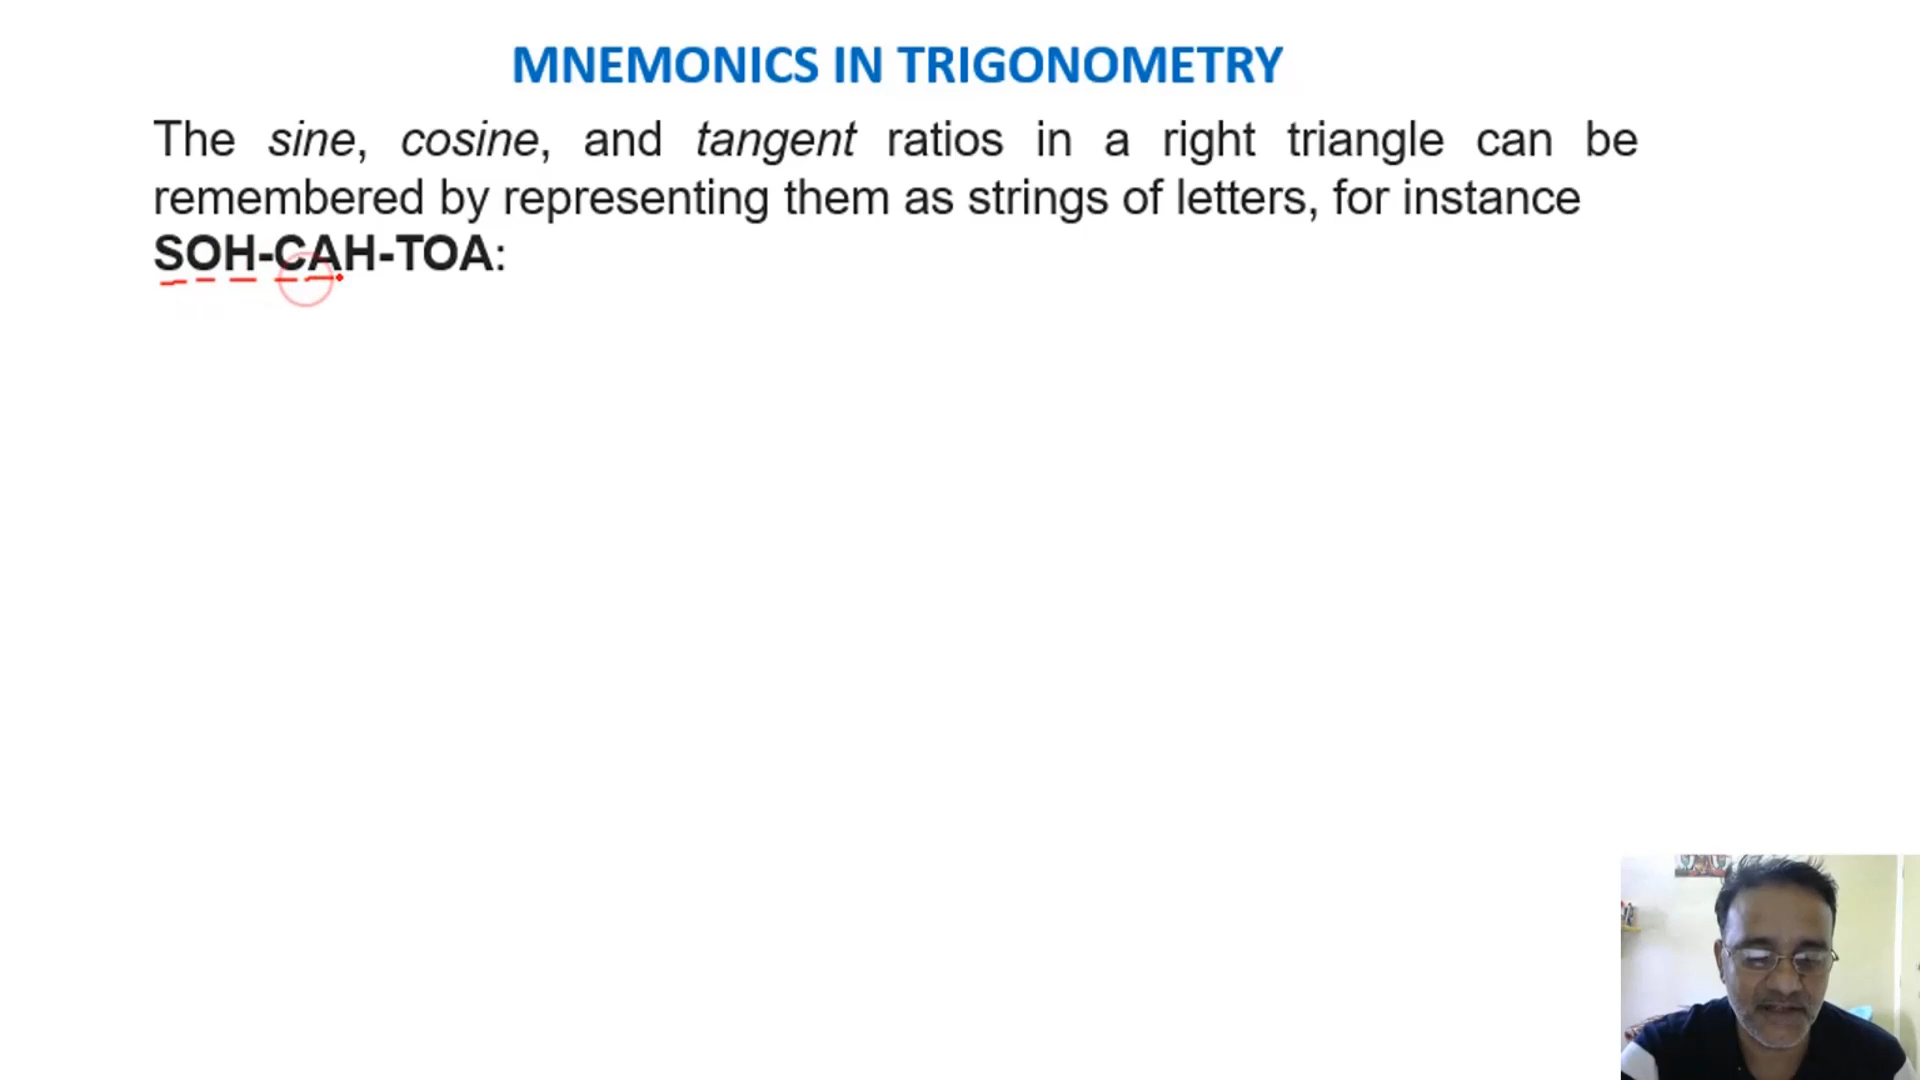 MNEMONICS IN TRIGONOMETRY
The sine, cosine, and tangent ratios in a right triangle can be
remembered by representing them as strings of letters, for instance
SOH-CAH-TOA: